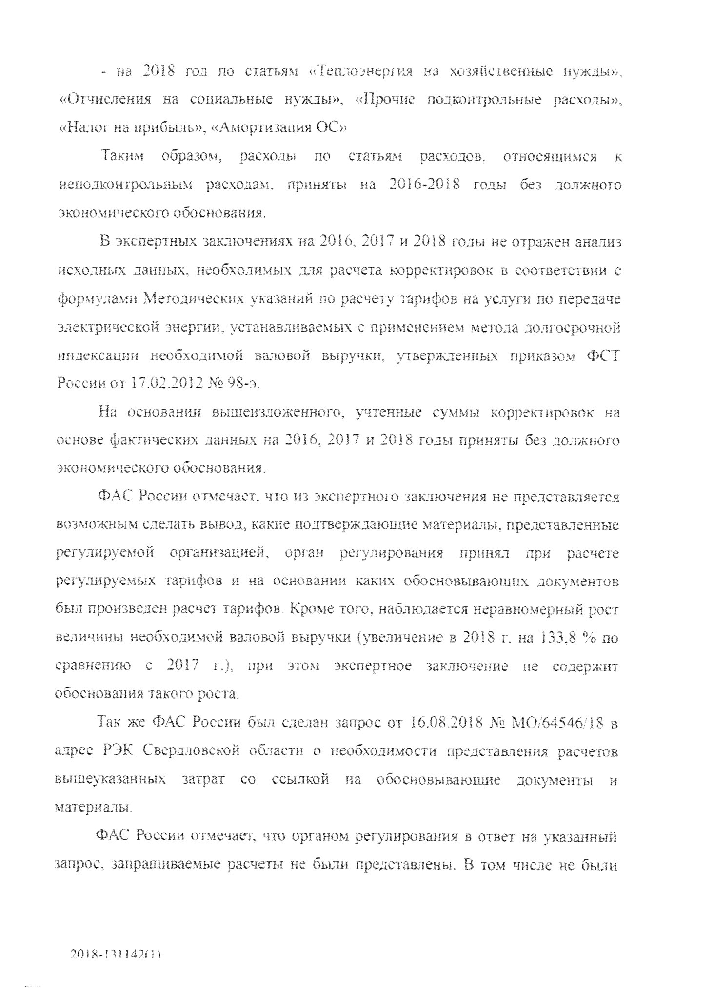 - на 2018 год по статьям «Теплоэнергия на хозяйственные нужды»,
«Отчисления на социальные нужды», «Прочие подконтрольные расходы»,
«Налог на прибыль», «Амортизация ОС»
Таким образом, расходы по статьям расходов, относящимся к
неподконтрольным расходам, приняты на 2016-2018 годы без должного
экономического обоснования.
В экспертных заключениях на 2016, 2017 и 2018 годы не отражен анализ
исходных данных, необходимых для расчета корректировок в соответствии с
формулами Методических указаний по расчету тарифов на услуги по передаче
электрической энергии, устанавливаемых с применением метода долгосрочной
индексации необходимой валовой выручки, утвержденных приказом ФСТ
России от 17.02.2012 № 98-э.
На основании вышеизложенного, учтенные суммы корректировок на
основе фактических данных на 2016, 2017 и 2018 годы приняты без должного
экономического обоснования.
ФАС России отмечает, что из экспертного заключения не представляется
возможным сделать вывод, какие подтверждающие материалы, представленные
регулируемой организацией, орган регулирования принял при расчете
регулируемых тарифов и на основании каких обосновывающих документов
был произведен расчет тарифов. Кроме того, наблюдается неравномерный рост
величины необходимой валовой выручки (увеличение в 2018 г. на 133,8 % по
сравнению с 2017 г.), при этом экспертное заключение не содержит
обоснования такого роста.
Так же ФАС России был сделан запрос от 16.08.2018 № МО/64546/18 в
адрес РЭК Свердловской области о необходимости представления расчетов
вышеуказанных затрат со ссылкой на обосновывающие документы и
материалы.
ФАС России отмечает, что органом регулирования в ответ на указанный
запрос, запрашиваемые расчеты не были представлены. В том числе не были
2018-131142(1)